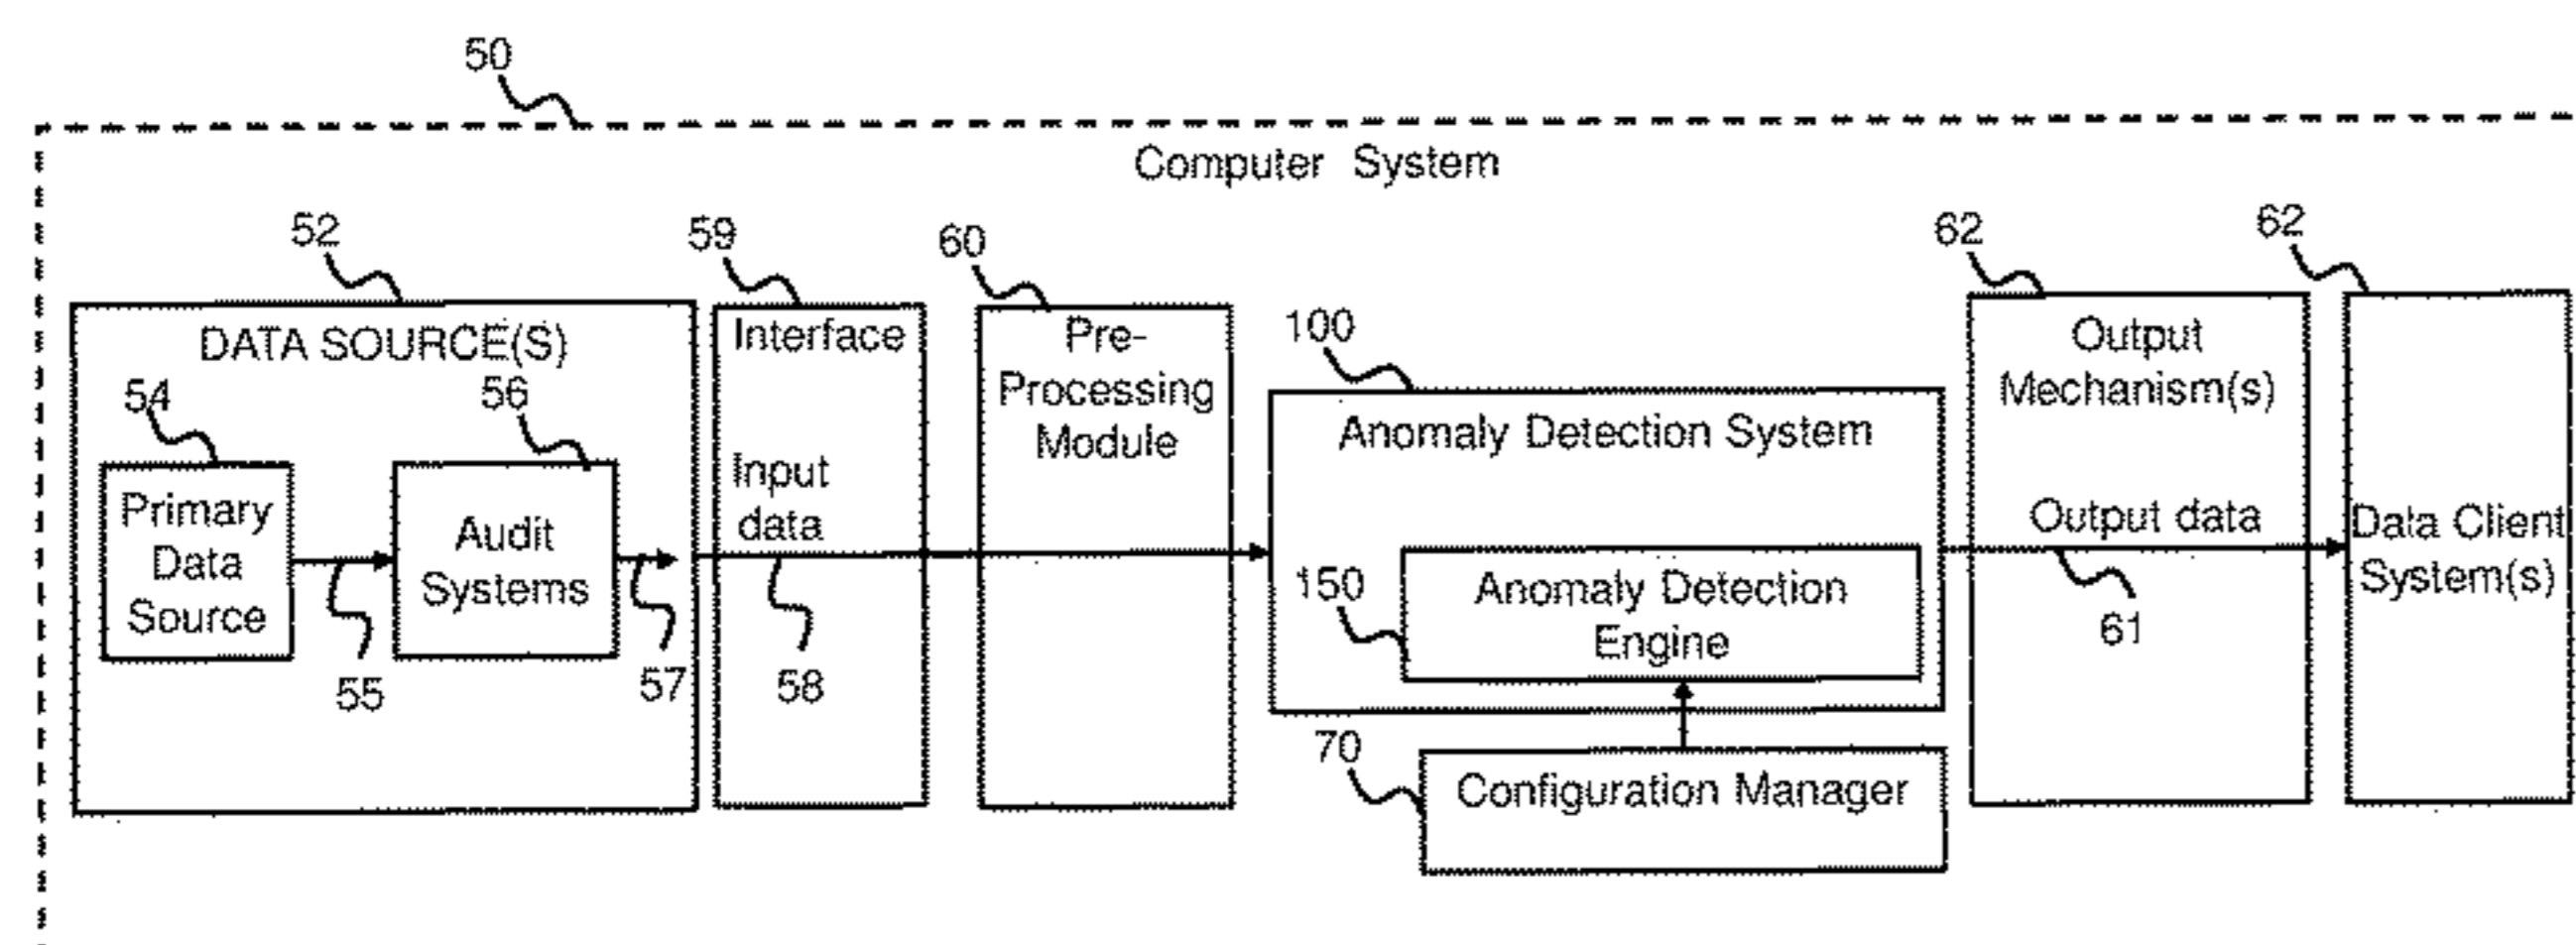 50
Computer System
52
59
60
62
62
DATA SOURCE(S)
54
56
Primary
Data
Source
Audit
Systems
55
57
Interface
Input
data
58
Pre-
Processing
Module
100
Anomaly Detection System
150
Anomaly Detection
Engine
70
Configuration Manager
Output
Mechanism(s)
Output data
61
Data Client
System(s)